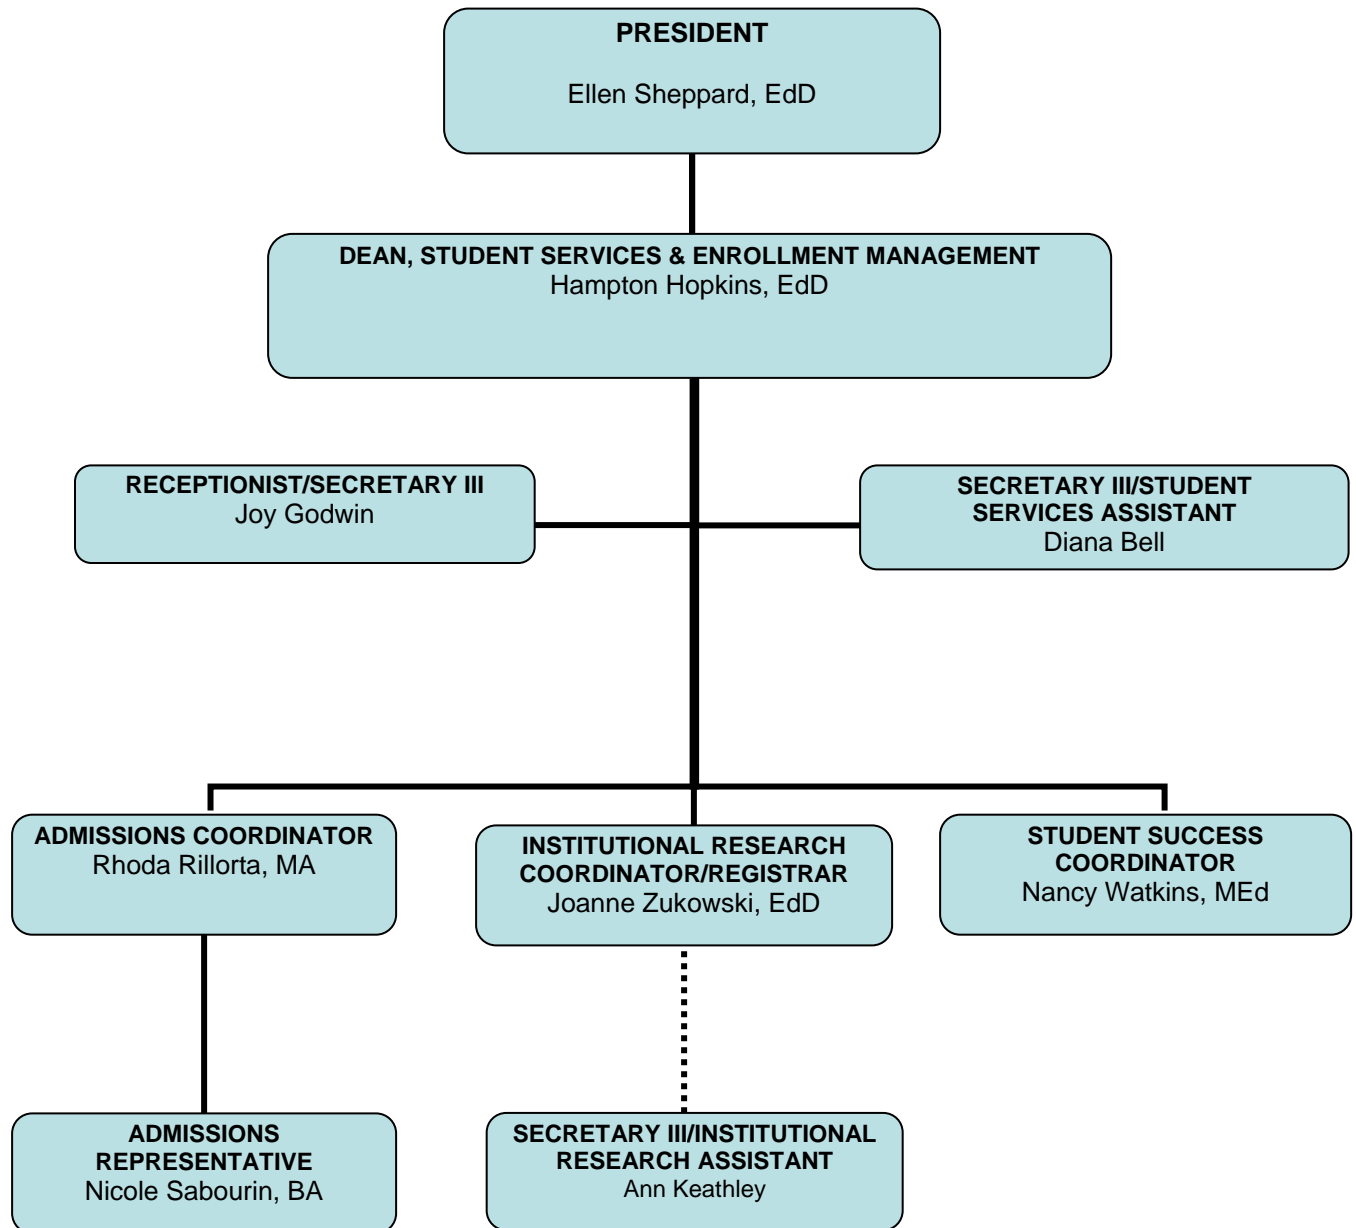 PRESIDENT
Ellen Sheppard, EdD
DEAN, STUDENT SERVICES & ENROLLMENT MANAGEMENT
Hampton Hopkins, EdD
RECEPTIONIST/SECRETARY III
Joy Godwin
SECRETARY III/STUDENT
SERVICES ASSISTANT
Diana Bell
ADMISSIONS COORDINATOR
Rhoda Rillorta, MA
INSTITUTIONAL RESEARCH
COORDINATOR/REGISTRAR
Joanne Zukowski, EdD
STUDENT SUCCESS
COORDINATOR
Nancy Watkins, MEd
ADMISSIONS
REPRESENTATIVE
Nicole Sabourin, BA
SECRETARY III/INSTITUTIONAL
RESEARCH ASSISTANT
Ann Keathley